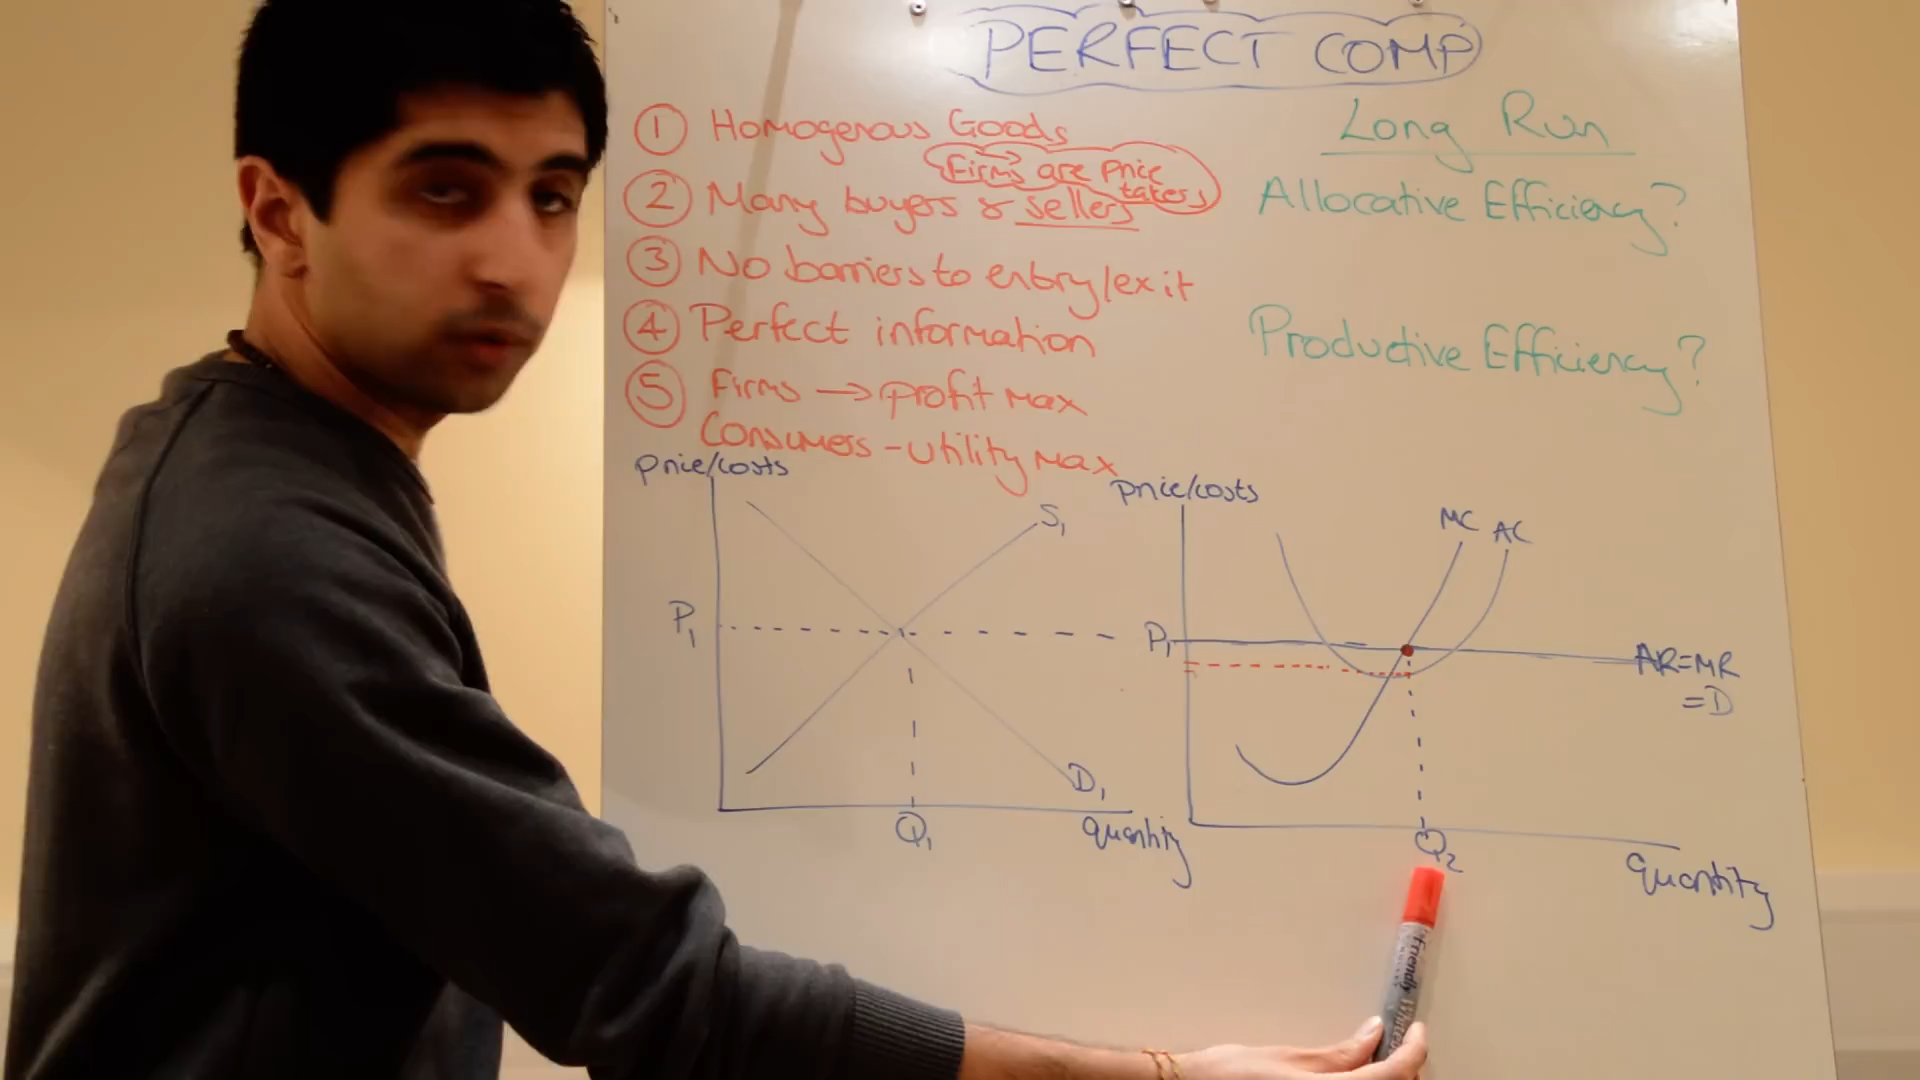 PERFECT COMP
① Homogenous Goods
Firms are price
takers
② Many buyers & sellers
③ No barriers to entry/exit
④ Perfect information
⑤ Firms → profit max
Consumers - utility max
Long Run
Allocative Efficiency?
Productive Efficiency?
price/costs
S₁
P₁
D₁
Q₁
quantity
price/costs
MC AC
P₁
AR=MR
=D
Q₂
quantity
friendly